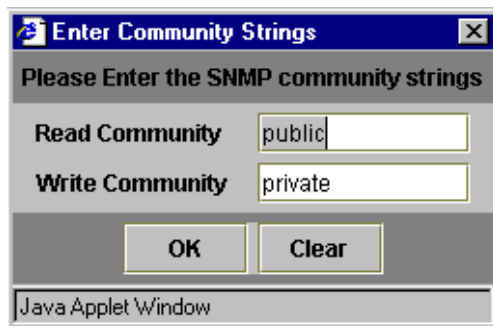 Enter Community Strings
Please Enter the SNMP community strings
Read Community public
Write Community private
OK Clear
Java Applet Window